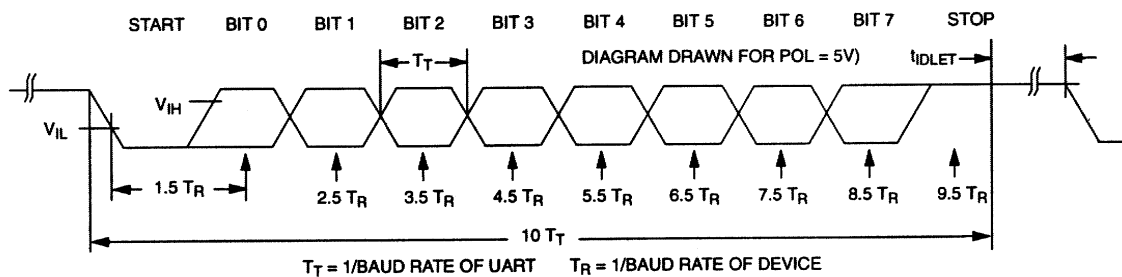 START BIT 0 BIT 1 BIT 2 BIT 3 BIT 4 BIT 5 BIT 6 BIT 7 STOP
T_T DIAGRAM DRAWN FOR POL = 5V) t_IDLET
V_IH
V_IL
1.5 T_R 2.5 T_R 3.5 T_R 4.5 T_R 5.5 T_R 6.5 T_R 7.5 T_R 8.5 T_R 9.5 T_R
10 T_T
T_T = 1/BAUD RATE OF UART T_R = 1/BAUD RATE OF DEVICE